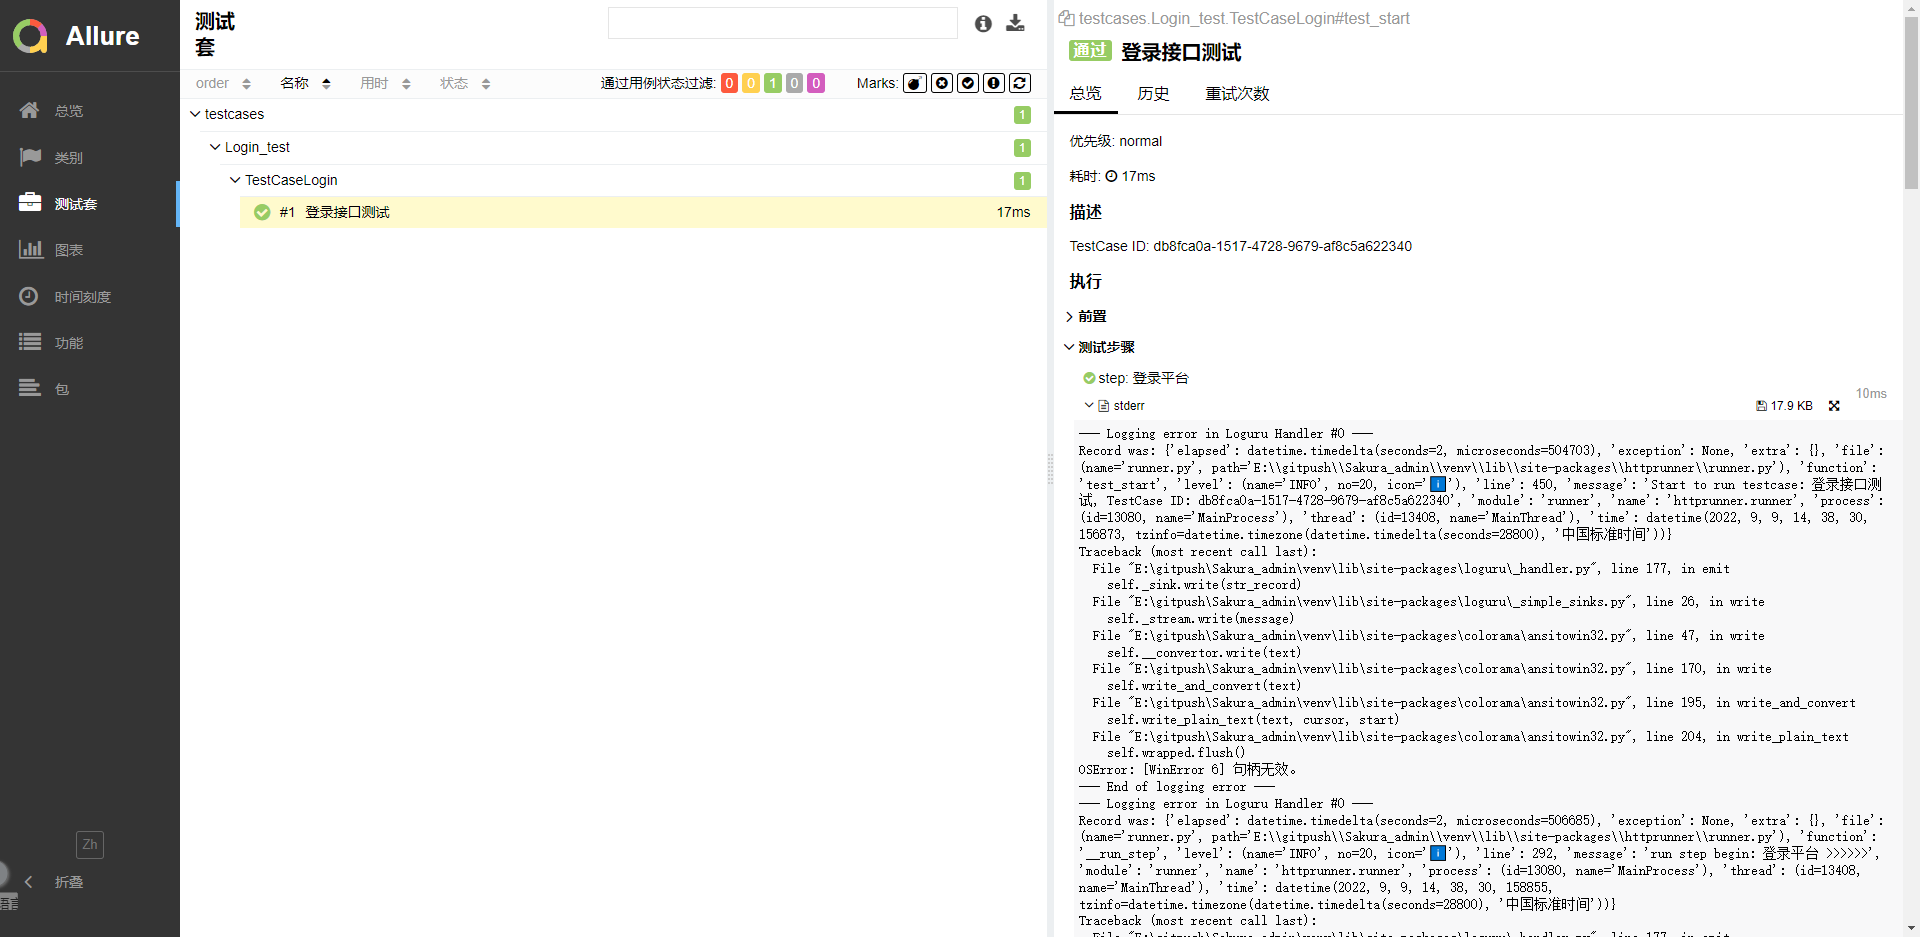 Allure
总览
类别
测试套
图表
时间刻度
功能
包
Zh
折叠
语言
测试
套
order 名称 用时 状态 通过用例状态过滤: 0 0 1 0 0 Marks:
testcases 1
Login_test 1
TestCaseLogin 1
#1 登录接口测试 17ms
testcases.Login_test.TestCaseLogin#test_start
通过 登录接口测试
总览 历史 重试次数
优先级: normal
耗时: 17ms
描述
TestCase ID: db8fca0a-1517-4728-9679-af8c5a622340
执行
前置
测试步骤
step: 登录平台
10ms
stderr 17.9 KB
--- Logging error in Loguru Handler #0 ---
Record was: {'elapsed': datetime.timedelta(seconds=2, microseconds=504703), 'exception': None, 'extra': {}, 'file':
(name='runner.py', path='E:\\gitpush\\Sakura_admin\\venv\\lib\\site-packages\\httprunner\\runner.py'), 'function':
'test_start', 'level': (name='INFO', no=20, icon='ℹ️'), 'line': 450, 'message': 'Start to run testcase: 登录接口测
试, TestCase ID: db8fca0a-1517-4728-9679-af8c5a622340', 'module': 'runner', 'name': 'httprunner.runner', 'process':
(id=13080, name='MainProcess'), 'thread': (id=13408, name='MainThread'), 'time': datetime(2022, 9, 9, 14, 38, 30,
156873, tzinfo=datetime.timezone(datetime.timedelta(seconds=28800), '中国标准时间'))}
Traceback (most recent call last):
File "E:\gitpush\Sakura_admin\venv\lib\site-packages\loguru\_handler.py", line 177, in emit
self._sink.write(str_record)
File "E:\gitpush\Sakura_admin\venv\lib\site-packages\loguru\_simple_sinks.py", line 26, in write
self._stream.write(message)
File "E:\gitpush\Sakura_admin\venv\lib\site-packages\colorama\ansitowin32.py", line 47, in write
self.__convertor.write(text)
File "E:\gitpush\Sakura_admin\venv\lib\site-packages\colorama\ansitowin32.py", line 170, in write
self.write_and_convert(text)
File "E:\gitpush\Sakura_admin\venv\lib\site-packages\colorama\ansitowin32.py", line 195, in write_and_convert
self.write_plain_text(text, cursor, start)
File "E:\gitpush\Sakura_admin\venv\lib\site-packages\colorama\ansitowin32.py", line 204, in write_plain_text
self.wrapped.flush()
OSError: [WinError 6] 句柄无效。
--- End of logging error ---
--- Logging error in Loguru Handler #0 ---
Record was: {'elapsed': datetime.timedelta(seconds=2, microseconds=506685), 'exception': None, 'extra': {}, 'file':
(name='runner.py', path='E:\\gitpush\\Sakura_admin\\venv\\lib\\site-packages\\httprunner\\runner.py'), 'function':
'__run_step', 'level': (name='INFO', no=20, icon='ℹ️'), 'line': 292, 'message': 'run step begin: 登录平台 >>>>>>',
'module': 'runner', 'name': 'httprunner.runner', 'process': (id=13080, name='MainProcess'), 'thread': (id=13408,
name='MainThread'), 'time': datetime(2022, 9, 9, 14, 38, 30, 158855,
tzinfo=datetime.timezone(datetime.timedelta(seconds=28800), '中国标准时间'))}
Traceback (most recent call last):